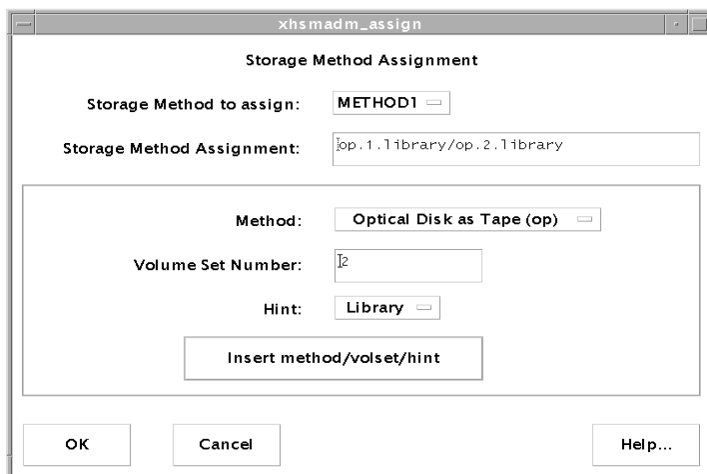 xhsmadm_assign
Storage Method Assignment
Storage Method to assign: METHOD1
Storage Method Assignment: op.1.library/op.2.library
Method: Optical Disk as Tape (op)
Volume Set Number: 2
Hint: Library
Insert method/volset/hint
OK Cancel Help...